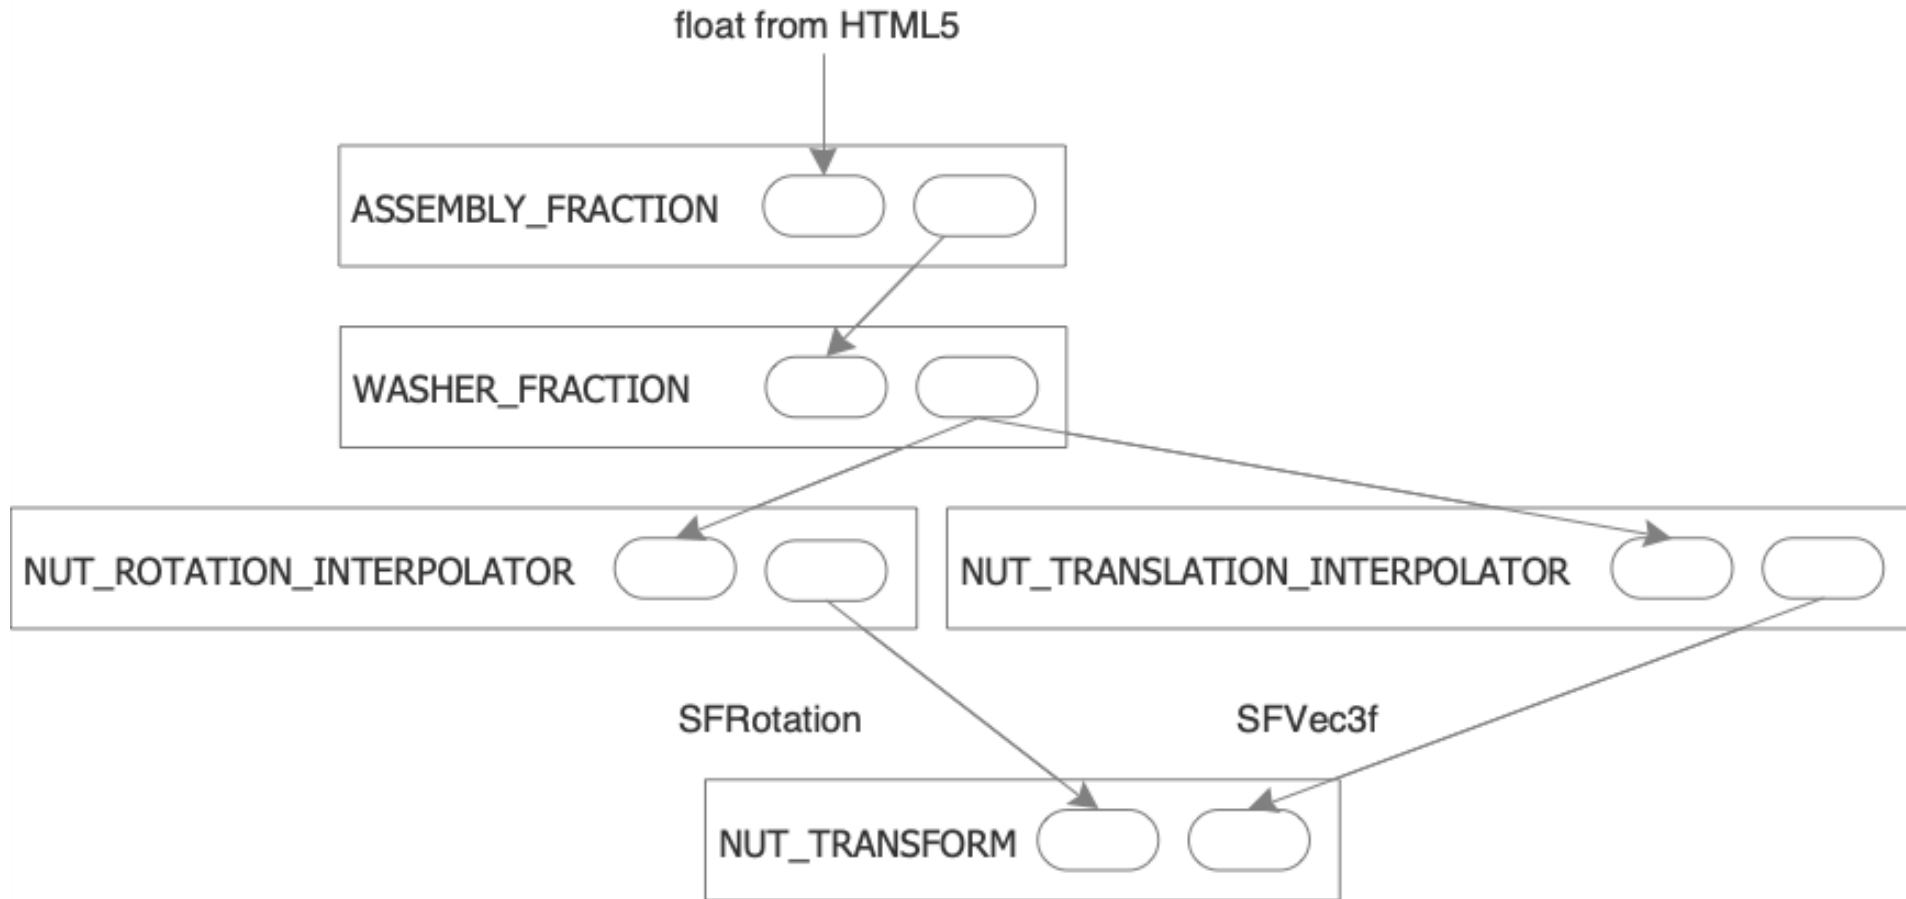 float from HTML5
ASSEMBLY_FRACTION
WASHER_FRACTION
NUT_ROTATION_INTERPOLATOR
NUT_TRANSLATION_INTERPOLATOR
SFRotation
SFVec3f
NUT_TRANSFORM